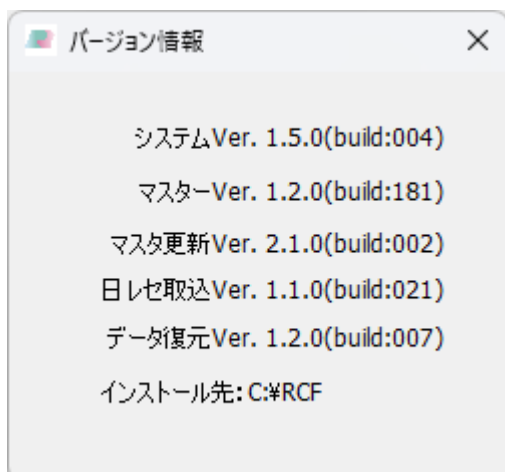 バージョン情報
システムVer. 1.5.0(build:004)
マスターVer. 1.2.0(build:181)
マスタ更新Ver. 2.1.0(build:002)
日レセ取込Ver. 1.1.0(build:021)
データ復元Ver. 1.2.0(build:007)
インストール先: C:¥RCF